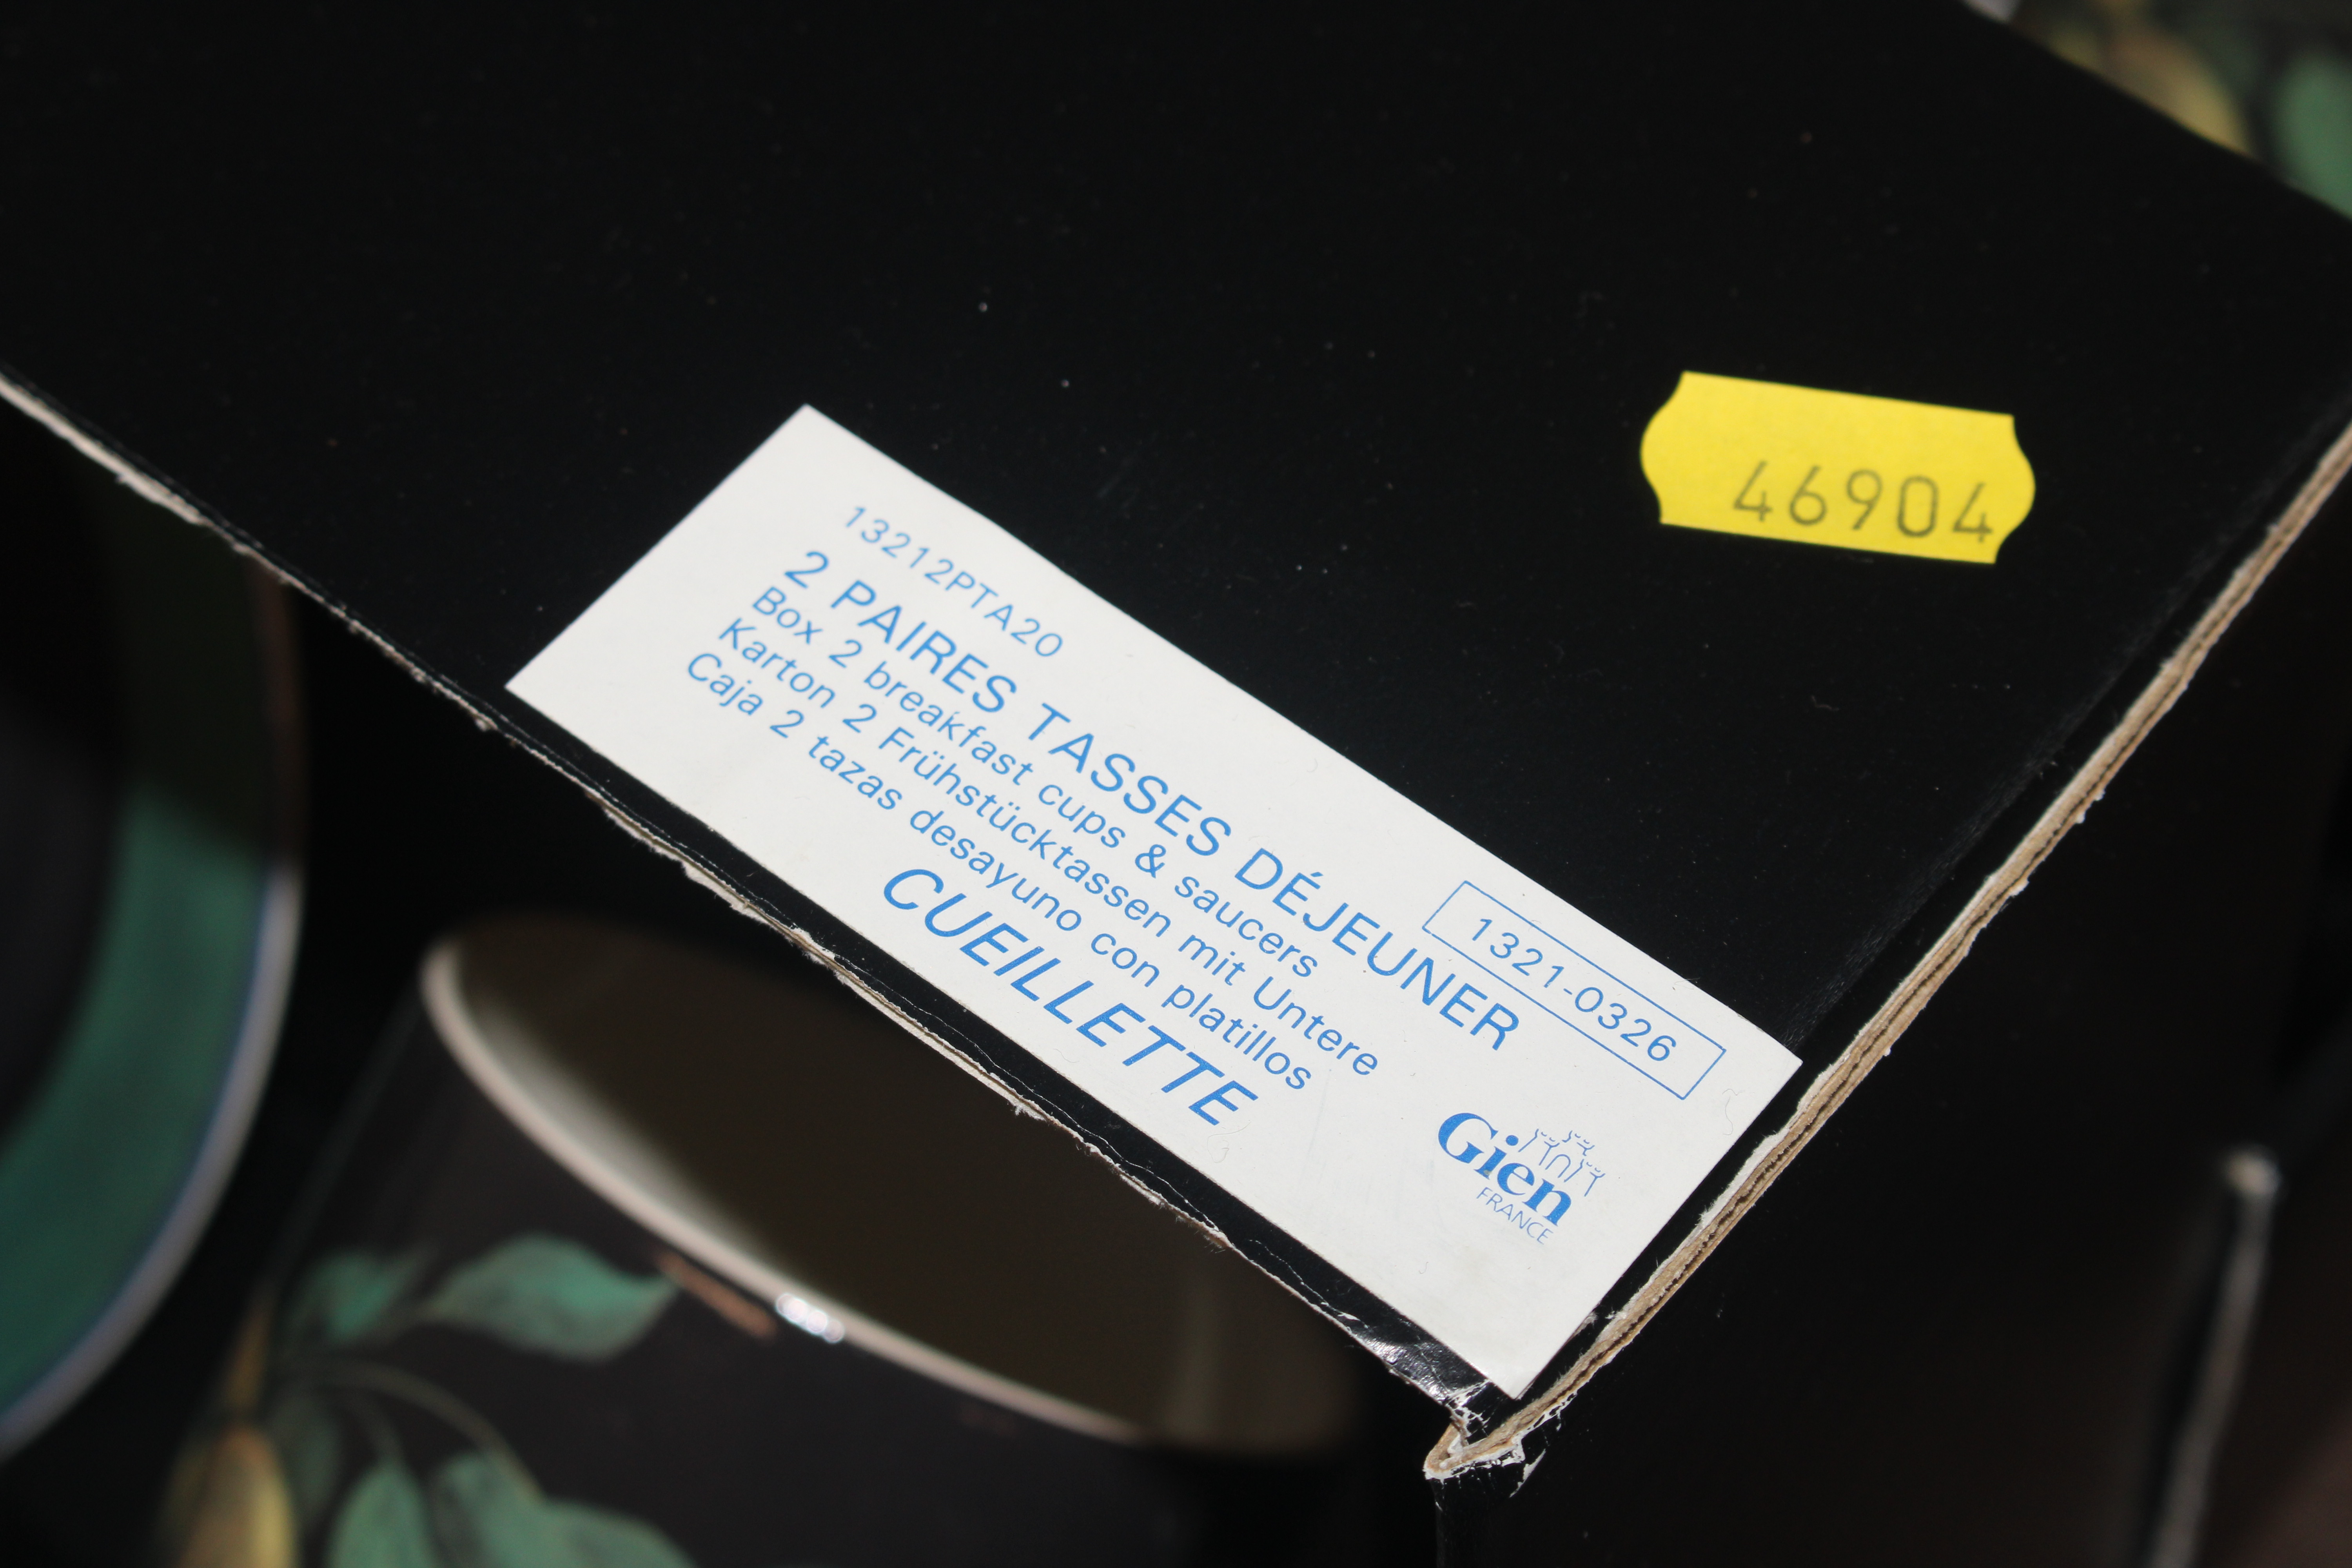 46904
13212PTA20
1321-0326
2 PAIRES TASSES DÉJEUNER
Box 2 breakfast cups & saucers
Karton 2 Frühstücktassen mit Untere
Caja 2 tazas desayuno con platillos
CUEILLETTE
Gien
FRANCE